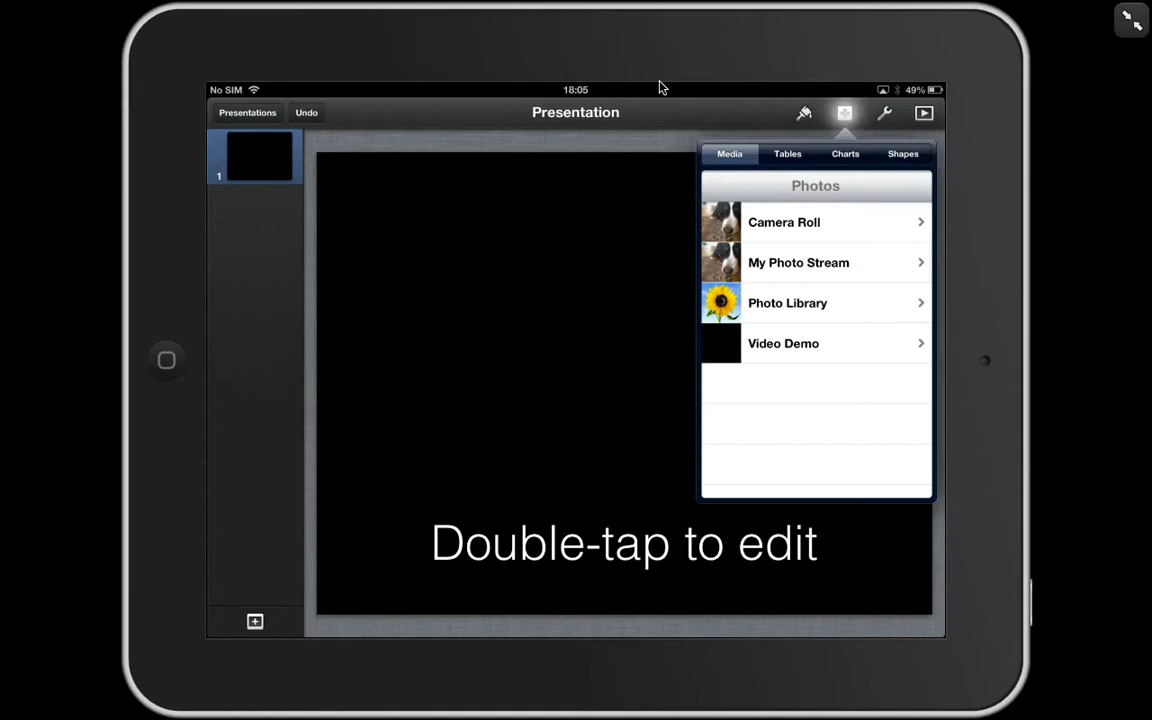 No SIM 18:05 49%
Presentations Undo Presentation
Media Tables Charts Shapes
1
Photos
Camera Roll
My Photo Stream
Photo Library
Video Demo
Double-tap to edit